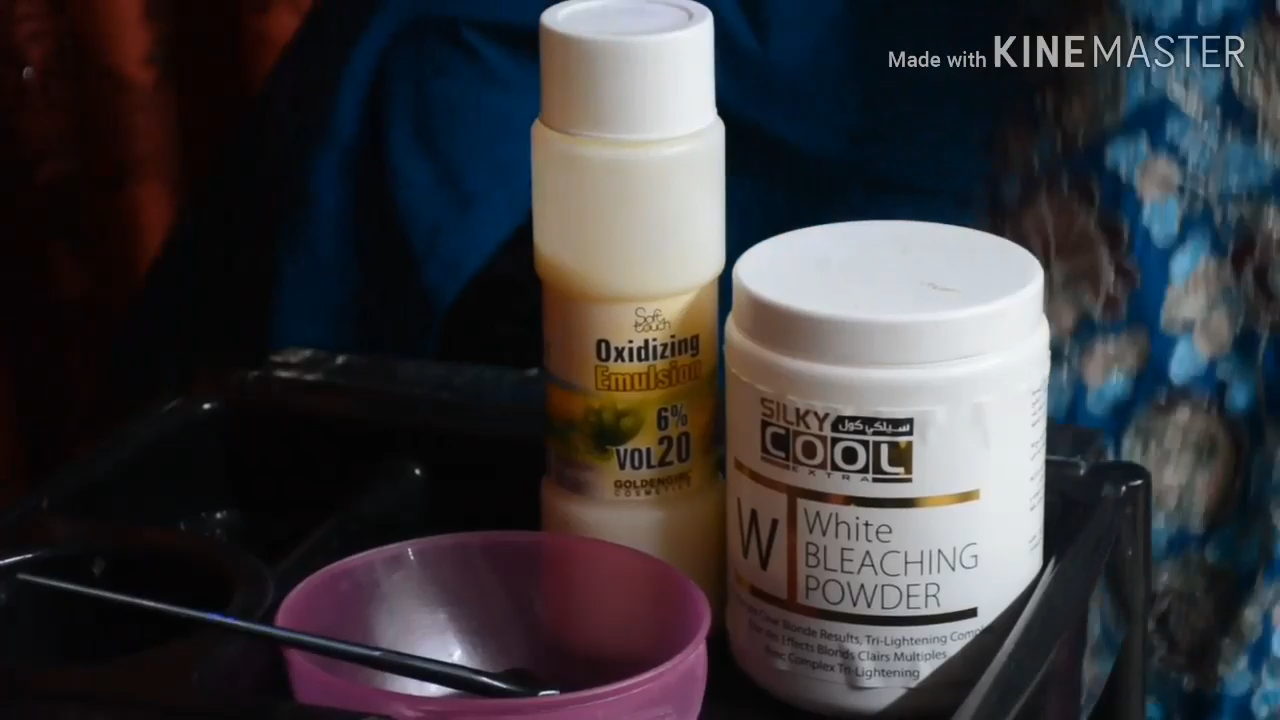 Made with KINEMASTER
Soft
touch
Oxidizing
Emulsion
6%
VOL20
GOLDENGIRL
COSMETICS
SILKY
سيلكي كول
COOL
EXTRA
W
White
BLEACHING
POWDER
Blonde Results, Tri-Lightening
Effects Blonds Clairs Multiples
Complex Tri-Lightening